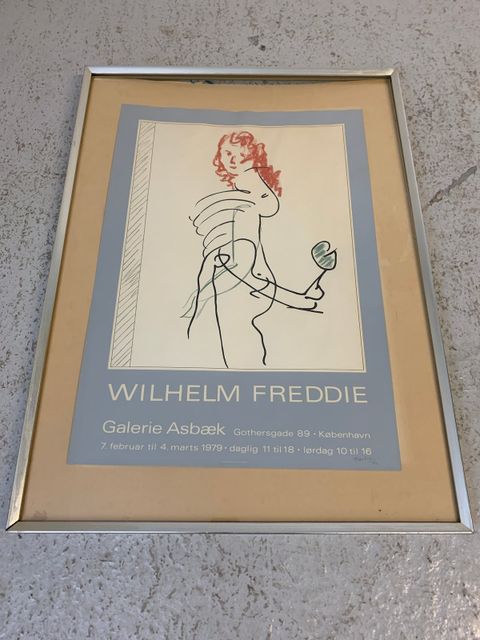 WILHELM FREDDIE
Galerie Asbæk Gothersgade 89 · København
7. februar til 4. marts 1979 · daglig 11 til 18 · lørdag 10 til 16